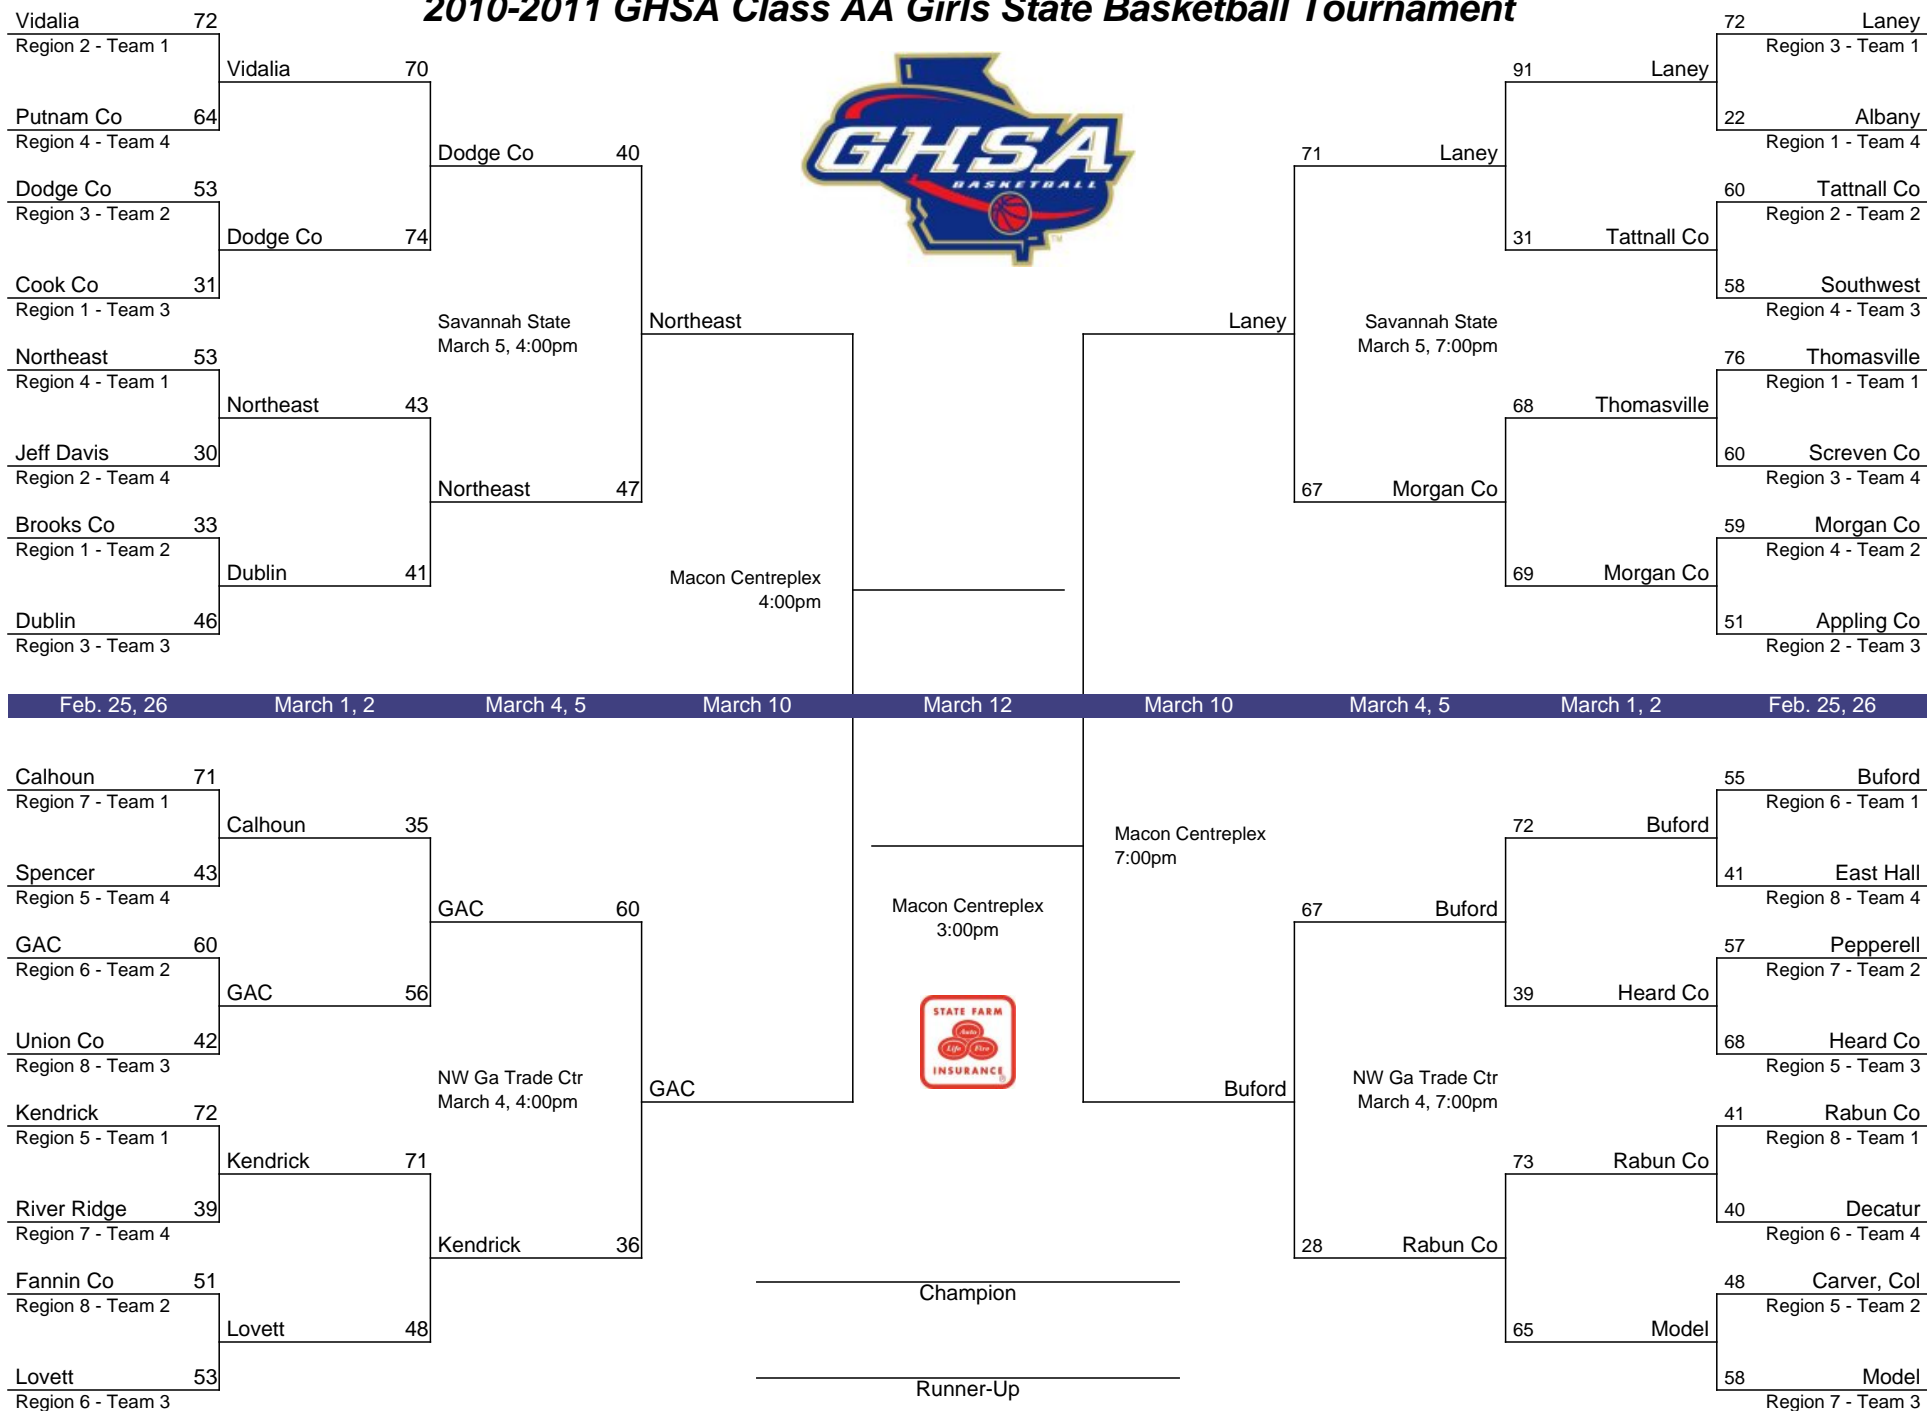 2010-2011 GHSA Class AA Girls State Basketball Tournament
Vidalia 72
Region 2 - Team 1
Vidalia 70
Putnam Co 64
Region 4 - Team 4
Dodge Co 40
Dodge Co 53
Region 3 - Team 2
Dodge Co 74
Cook Co 31
Region 1 - Team 3
Savannah State
March 5, 4:00pm
Northeast
Northeast 53
Region 4 - Team 1
Northeast 43
Jeff Davis 30
Region 2 - Team 4
Northeast 47
Brooks Co 33
Region 1 - Team 2
Dublin 41
Dublin 46
Region 3 - Team 3
Macon Centreplex
4:00pm
GHSA
BASKETBALL
TM
72 Laney
Region 3 - Team 1
91 Laney
22 Albany
Region 1 - Team 4
71 Laney
60 Tattnall Co
Region 2 - Team 2
31 Tattnall Co
58 Southwest
Region 4 - Team 3
Laney
Savannah State
March 5, 7:00pm
76 Thomasville
Region 1 - Team 1
68 Thomasville
60 Screven Co
Region 3 - Team 4
67 Morgan Co
59 Morgan Co
Region 4 - Team 2
69 Morgan Co
51 Appling Co
Region 2 - Team 3
Feb. 25, 26 March 1, 2 March 4, 5 March 10 March 12 March 10 March 4, 5 March 1, 2 Feb. 25, 26
Calhoun 71
Region 7 - Team 1
Calhoun 35
Spencer 43
Region 5 - Team 4
GAC 60
GAC 60
Region 6 - Team 2
GAC 56
Union Co 42
Region 8 - Team 3
NW Ga Trade Ctr
March 4, 4:00pm
GAC
Kendrick 72
Region 5 - Team 1
Kendrick 71
River Ridge 39
Region 7 - Team 4
Kendrick 36
Fannin Co 51
Region 8 - Team 2
Lovett 48
Lovett 53
Region 6 - Team 3
Macon Centreplex
7:00pm
Macon Centreplex
3:00pm
STATE FARM
Auto
Life Fire
INSURANCE
®
Champion
Runner-Up
55 Buford
Region 6 - Team 1
72 Buford
41 East Hall
Region 8 - Team 4
67 Buford
57 Pepperell
Region 7 - Team 2
39 Heard Co
68 Heard Co
Region 5 - Team 3
Buford
NW Ga Trade Ctr
March 4, 7:00pm
41 Rabun Co
Region 8 - Team 1
73 Rabun Co
40 Decatur
Region 6 - Team 4
28 Rabun Co
48 Carver, Col
Region 5 - Team 2
65 Model
58 Model
Region 7 - Team 3